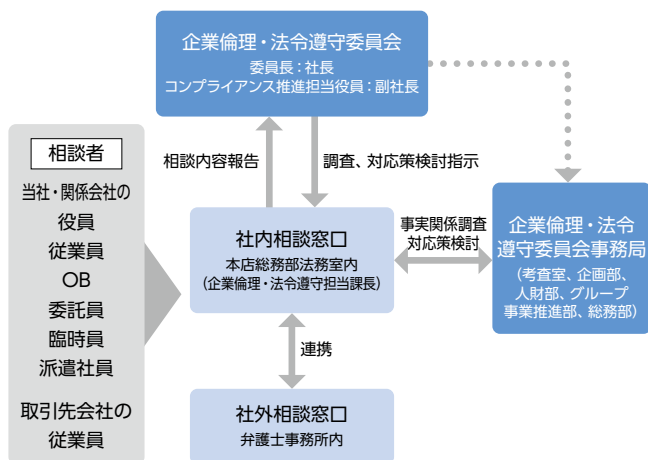 企業倫理・法令遵守委員会
委員長：社長
コンプライアンス推進担当役員：副社長
相談者
当社・関係会社の
役員
従業員
OB
委託員
臨時員
派遣社員
取引先会社の
従業員
相談内容報告
調査、対応策検討指示
社内相談窓口
本店総務部法務室内
（企業倫理・法令遵守担当課長）
事実関係調査
対応策検討
企業倫理・法令
遵守委員会事務局
（考査室、企画部、
人財部、グループ
事業推進部、総務部）
連携
社外相談窓口
弁護士事務所内